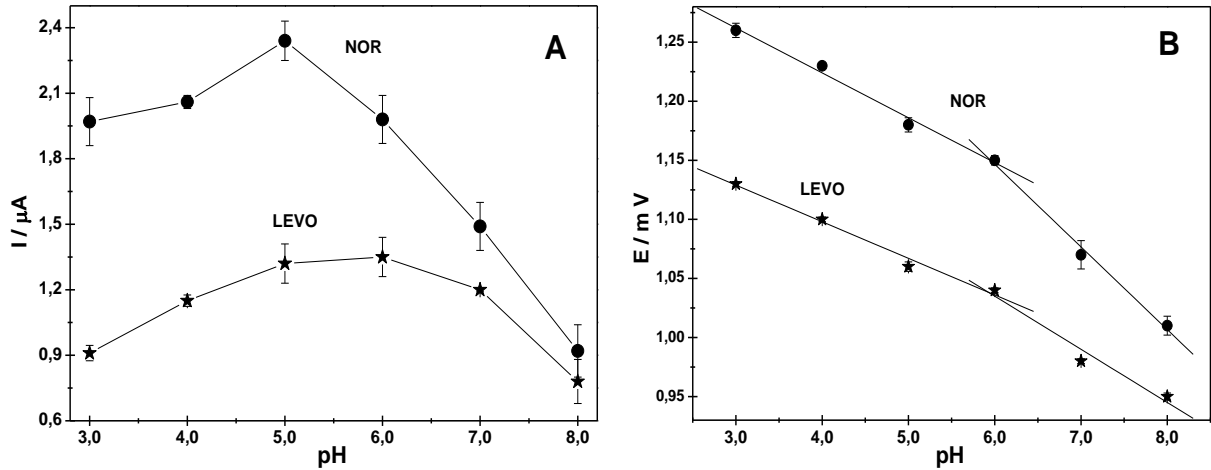 A
NOR
LEVO
2,4
2,1
1,8
1,5
1,2
0,9
0,6
I / μA
3,0 4,0 5,0 6,0 7,0 8,0
pH
B
NOR
LEVO
1,25
1,20
1,15
1,10
1,05
1,00
0,95
E / m V
3,0 4,0 5,0 6,0 7,0 8,0
pH